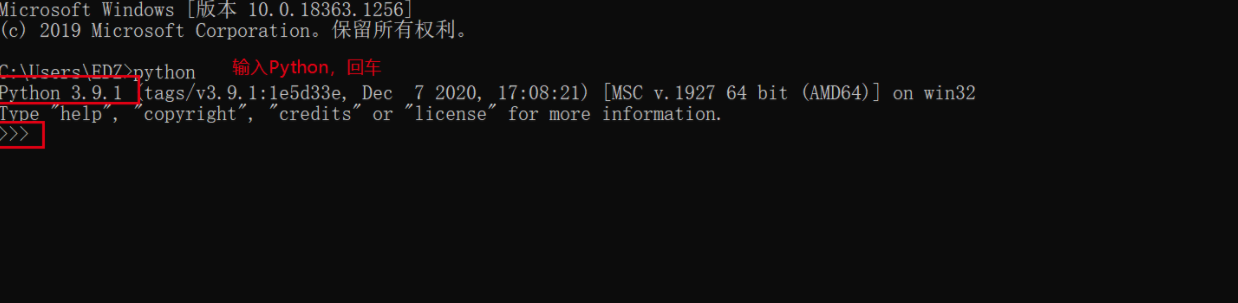 Microsoft Windows [版本 10.0.18363.1256]
(c) 2019 Microsoft Corporation。保留所有权利。
C:\Users\EDZ>python 输入Python，回车
Python 3.9.1 (tags/v3.9.1:1e5d33e, Dec  7 2020, 17:08:21) [MSC v.1927 64 bit (AMD64)] on win32
Type "help", "copyright", "credits" or "license" for more information.
>>>